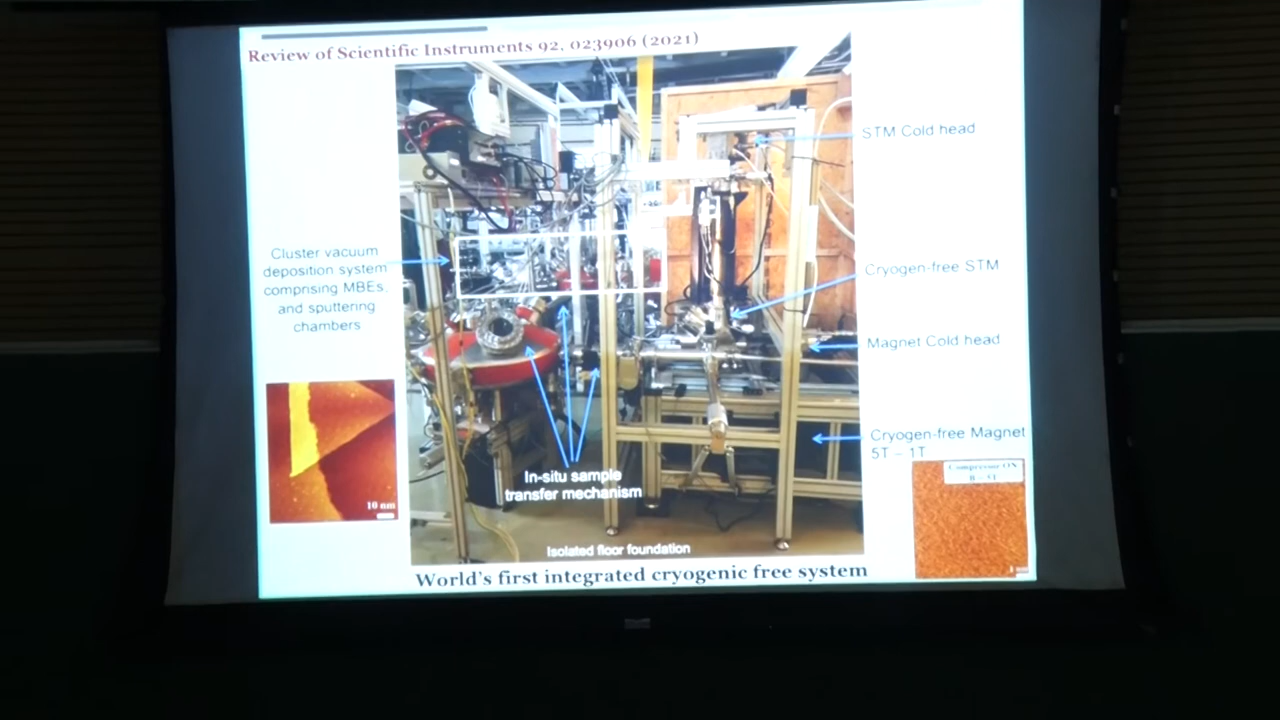 Review of Scientific Instruments 92, 023906 (2021)
STM Cold head
Cluster vacuum
deposition system
comprising MBEs,
and sputtering
chambers
Cryogen-free STM
Magnet Cold head
Cryogen-free Magnet
5T – 1T
In-situ sample
transfer mechanism
10 nm
Compressor ON
Isolated floor foundation
World's first integrated cryogenic free system